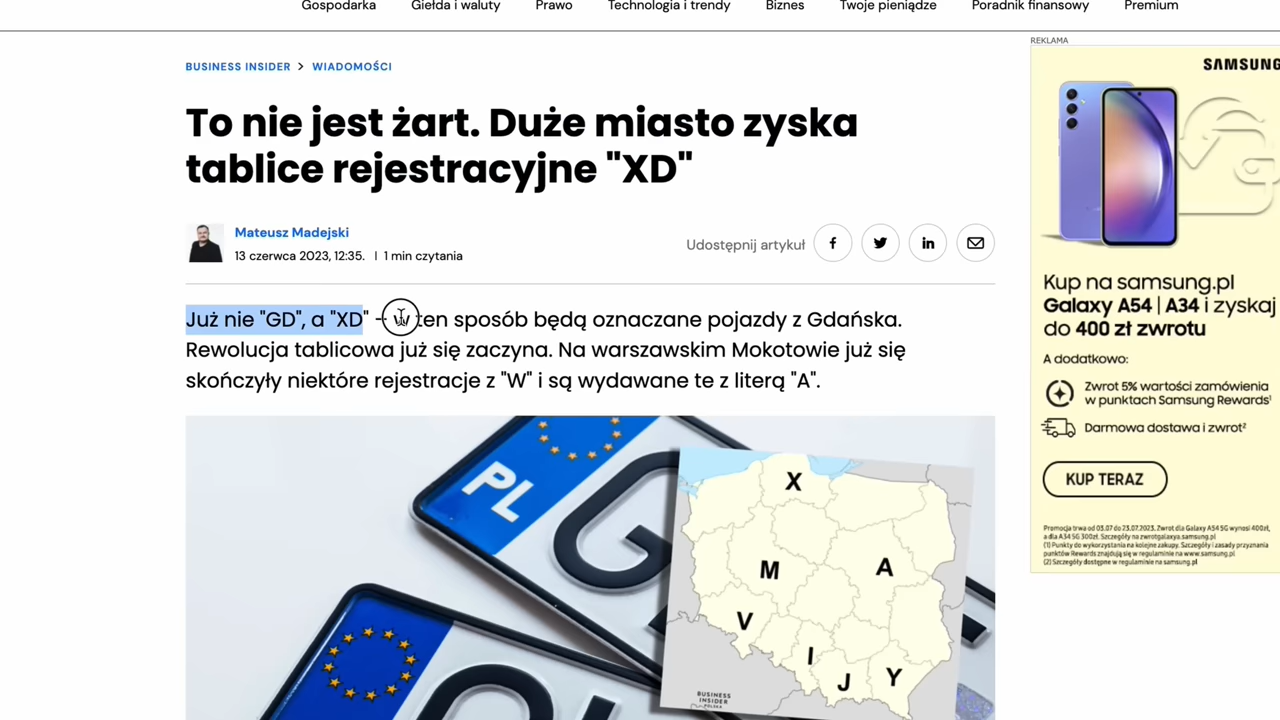 Gospodarka Giełda i waluty Prawo Technologia i trendy Biznes Twoje pieniądze Poradnik finansowy Premium
REKLAMA
BUSINESS INSIDER > WIADOMOŚCI
To nie jest żart. Duże miasto zyska
tablice rejestracyjne "XD"
Mateusz Madejski
13 czerwca 2023, 12:35. | 1 min czytania
Udostępnij artykuł
Już nie "GD", a "XD" - w ten sposób będą oznaczane pojazdy z Gdańska.
Rewolucja tablicowa już się zaczyna. Na warszawskim Mokotowie już się
skończyły niektóre rejestracje z "W" i są wydawane te z literą "A".
PL
G
X
M
A
V
I
J
Y
BUSINESS
INSIDER
POLSKA
SAMSUNG
Kup na samsung.pl
Galaxy A54 | A34 i zyskaj
do 400 zł zwrotu
A dodatkowo:
Zwrot 5% wartości zamówienia
w punktach Samsung Rewards¹
Darmowa dostawa i zwrot²
KUP TERAZ
Promocja trwa od 03.07 do 23.07.2023. Zwrot dla Galaxy A54 5G wynosi 400zł,
a dla A34 5G 300zł. Szczegóły na zwrotgalaxya.samsung.pl
(1) Punkty do wykorzystania na kolejne zakupy. Szczegóły i zasady przyznania
punktów Rewards znajdują się w regulaminie na www.samsung.pl
(2) Szczegóły dostępne w regulaminie na samsung.pl